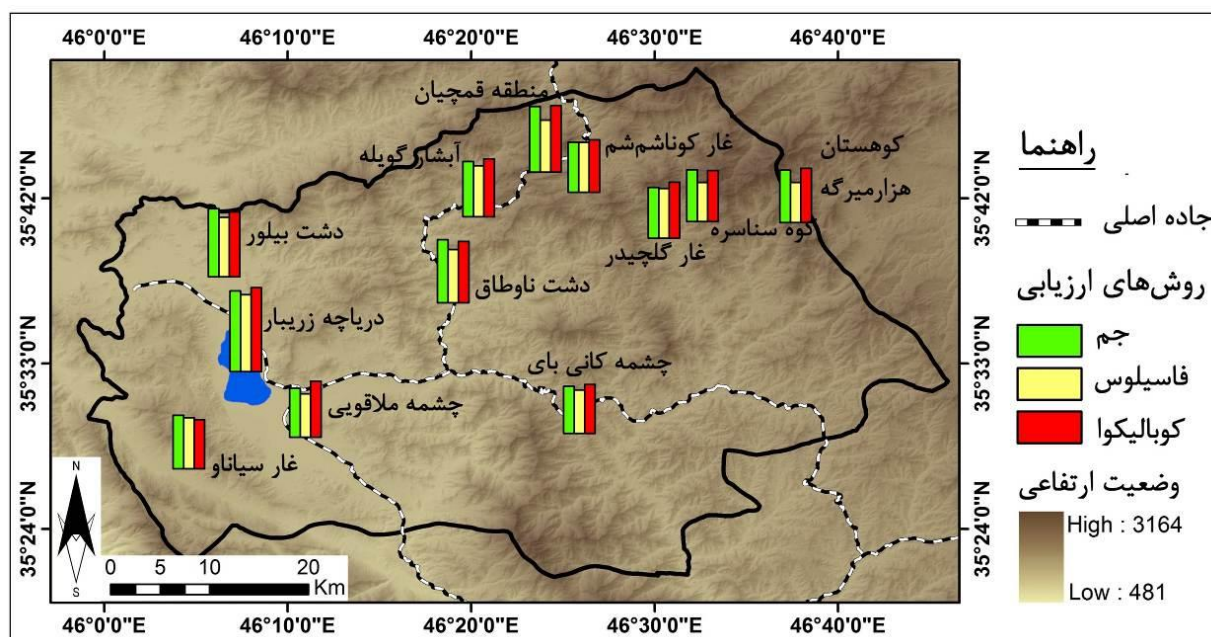 46°0'0"E 46°10'0"E 46°20'0"E 46°30'0"E 46°40'0"E
منطقه قمچیان
آبشار گویله
غار کوناشم‌شم
کوهستان
هزارمیرگه
دشت بیلور
کوه سناسره
غار گلچیدر
دشت ناوطاق
دریاچه زریبار
چشمه کانی بای
چشمه ملاقوبی
غار سیاناو
35°42'0"N
35°33'0"N
35°24'0"N
35°42'0"N
35°33'0"N
35°24'0"N
N
S
0 5 10 20
Km
46°0'0"E 46°10'0"E 46°20'0"E 46°30'0"E 46°40'0"E
راهنما
جاده اصلی
روش‌های ارزیابی
جم
فاسیلوس
کوبالیکوا
وضعیت ارتفاعی
High : 3164
Low : 481